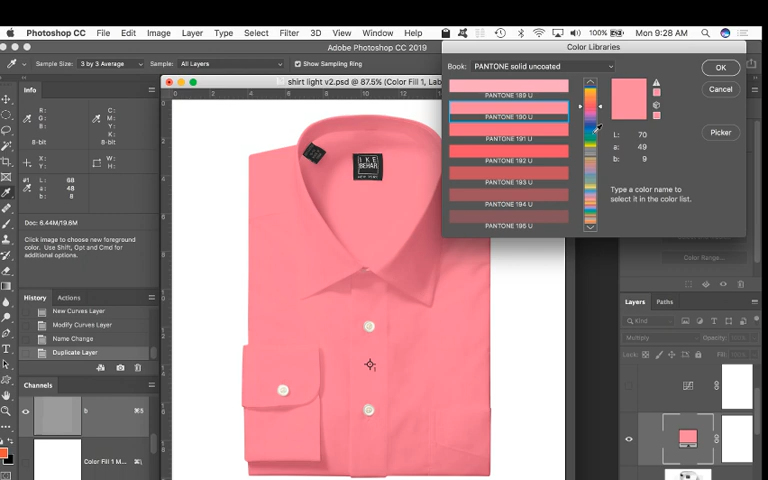 Photoshop CC File Edit Image Layer Type Select Filter 3D View Window Help 100% Mon 9:28 AM
Adobe Photoshop CC 2019
Sample Size: 3 by 3 Average Sample: All Layers Show Sampling Ring
Color Libraries
Book: PANTONE solid uncoated
OK
Cancel
Picker
PANTONE 189 U
PANTONE 190 U
PANTONE 191 U
PANTONE 192 U
PANTONE 193 U
PANTONE 194 U
PANTONE 195 U
L: 70
a: 49
b: 9
Type a color name to
select it in the color list.
shirt light v2.psd @ 87.5% (Color Fill 1, Lab
Info
R: C:
G: M:
B: Y:
K:
8-bit 8-bit
X: W:
Y: H:
#1 L: 68
a: 48
b: 9
Doc: 6.44M/19.6M
Click image to choose new foreground
color. Use Shift, Opt and Cmd for
additional options.
History Actions
New Curves Layer
Modify Curves Layer
Name Change
Duplicate Layer
Channels
b ⌘5
Color Fill 1 M... ⌘\
IKE
BEHAR
NEW YORK
Color Range...
Layers Paths
Kind
Multiply Opacity:
Lock: Fill: